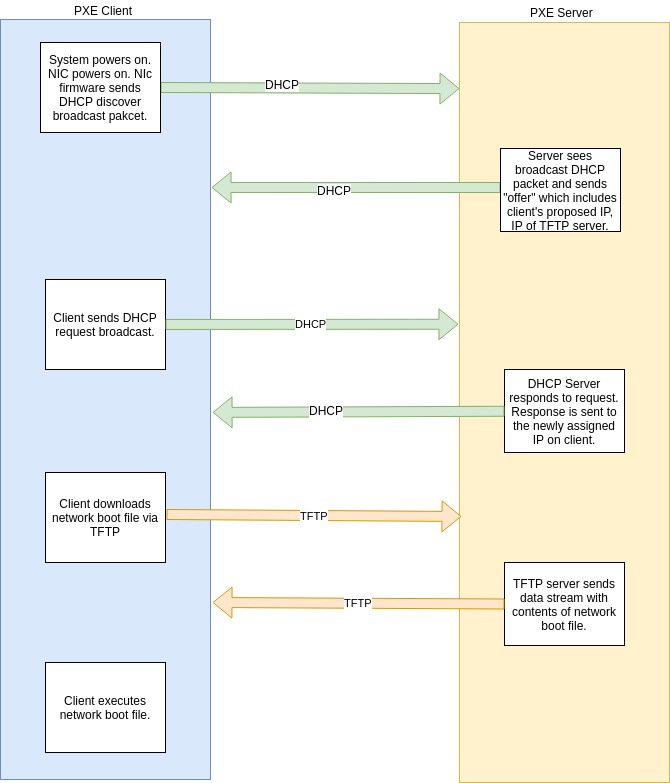 PXE Client
PXE Server
System powers on.
NIC powers on. NIc
firmware sends
DHCP discover
broadcast pakcet.
DHCP
Server sees
broadcast DHCP
packet and sends
"offer" which includes
client's proposed IP,
IP of TFTP server.
DHCP
Client sends DHCP
request broadcast.
DHCP
DHCP Server
responds to request.
Response is sent to
the newly assigned
IP on client.
DHCP
Client downloads
network boot file via
TFTP
TFTP
TFTP server sends
data stream with
contents of network
boot file.
TFTP
Client executes
network boot file.